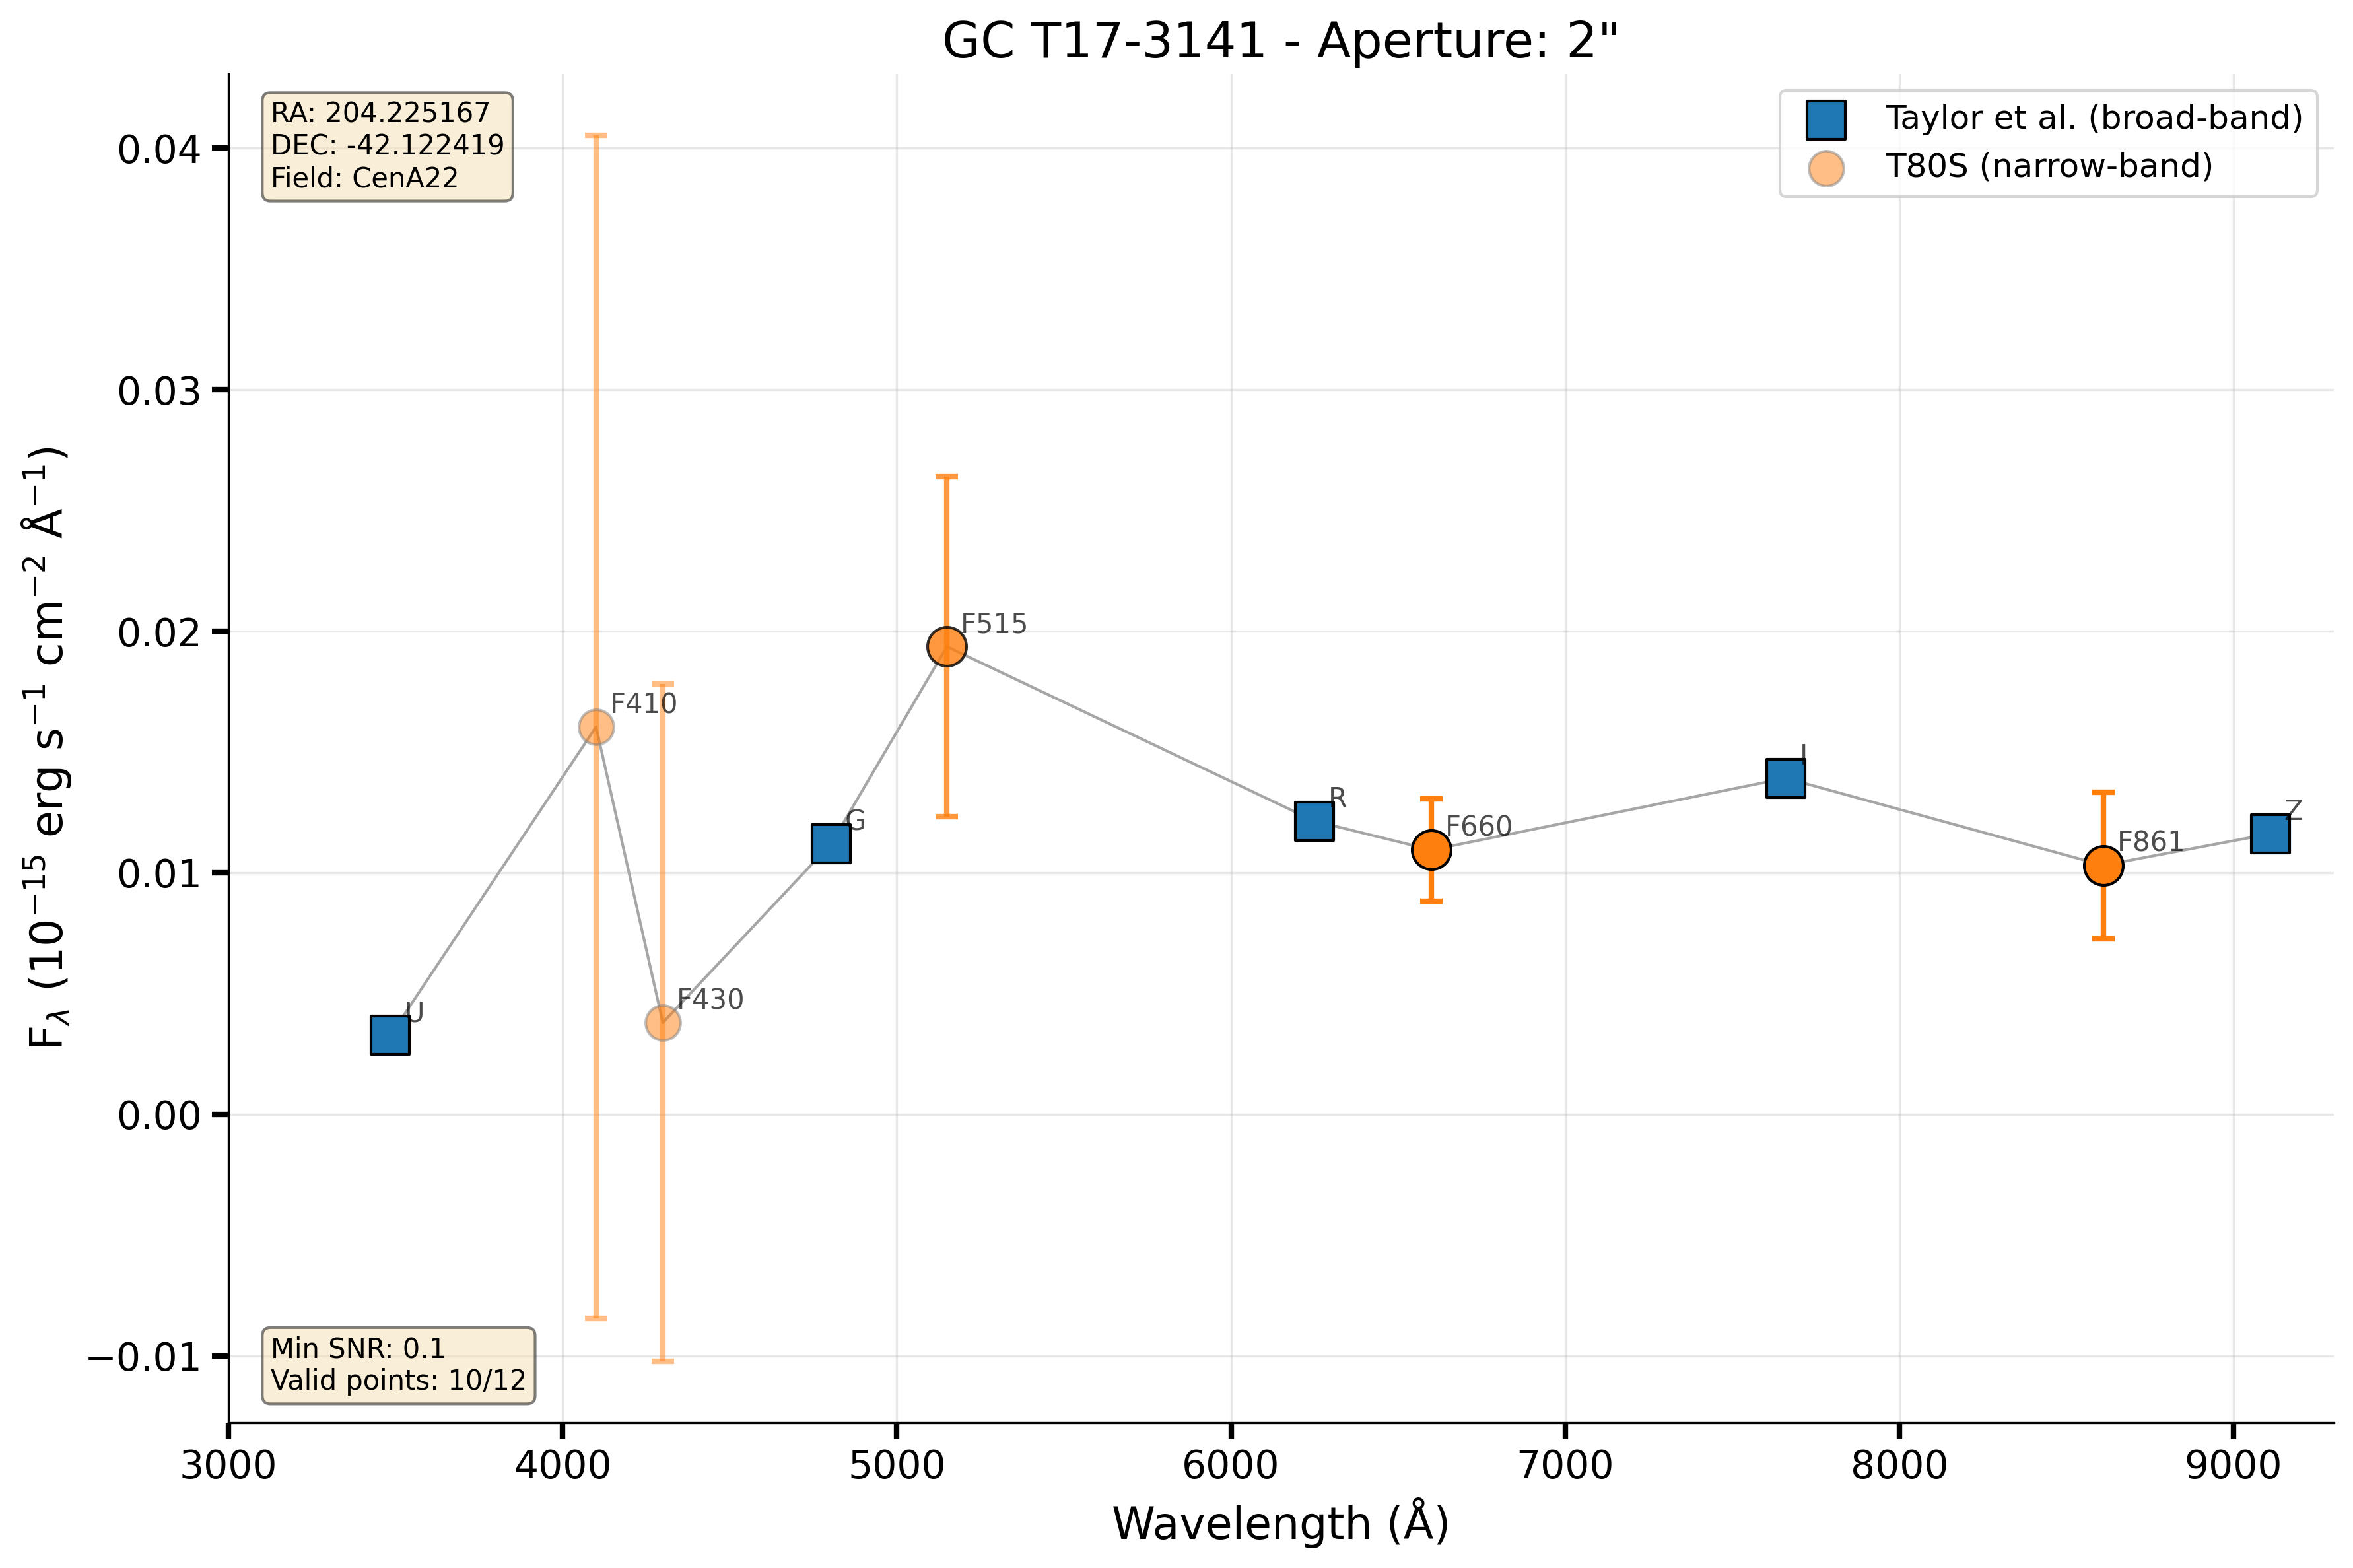 GC T17-3141 - Aperture: 2"
RA: 204.225167
DEC: -42.122419
Field: CenA22
Taylor et al. (broad-band)
T80S (narrow-band)
F$_λ$ (10$^{−15}$ erg s$^{−1}$ cm$^{−2}$ Å$^{−1}$)
0.04
0.03
0.02
0.01
0.00
−0.01
U
F410
F430
G
F515
R
F660
I
F861
Z
Min SNR: 0.1
Valid points: 10/12
3000 4000 5000 6000 7000 8000 9000
Wavelength (Å)